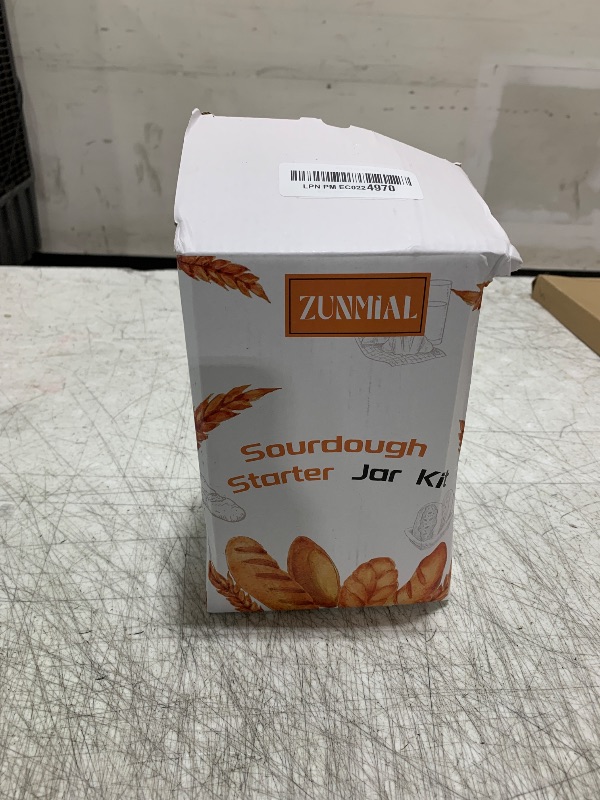 LPN PM EC0224970
ZUNMiAL
Sourdough
Starter Jar Kit